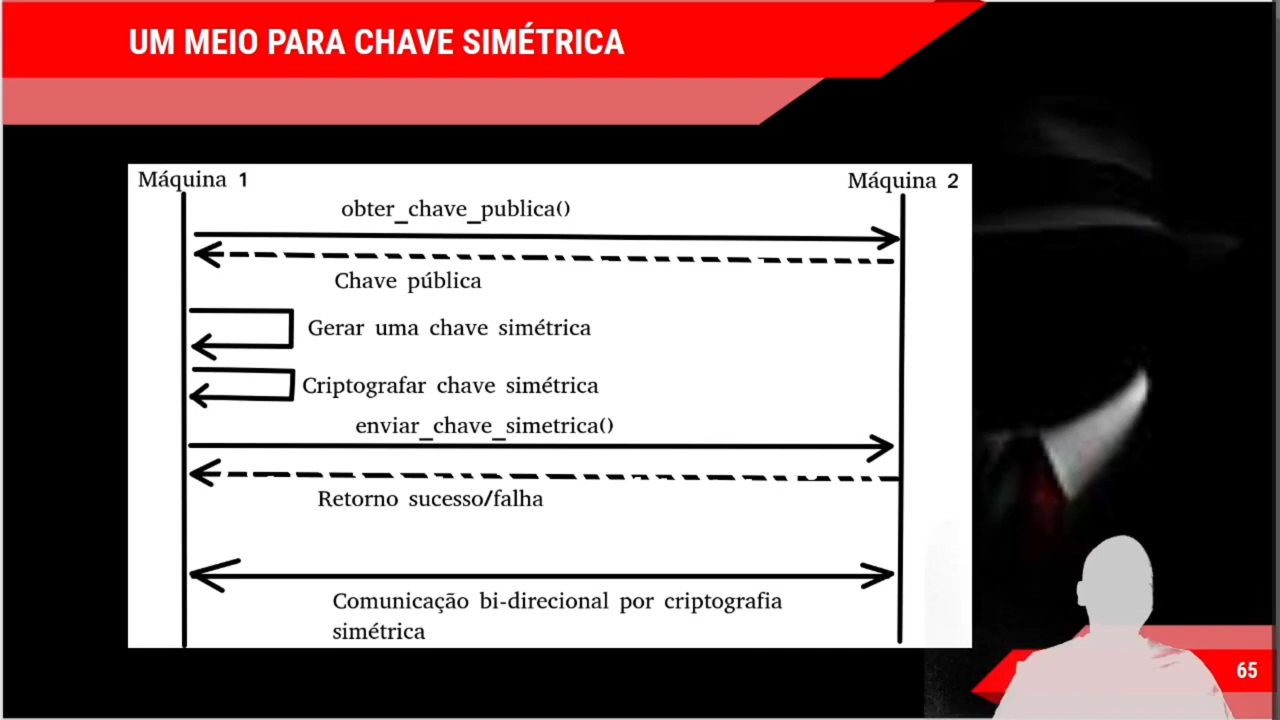 UM MEIO PARA CHAVE SIMÉTRICA
Máquina 1
Máquina 2
obter_chave_publica()
Chave pública
Gerar uma chave simétrica
Criptografar chave simétrica
enviar_chave_simetrica()
Retorno sucesso/falha
Comunicação bi-direcional por criptografia
simétrica
65